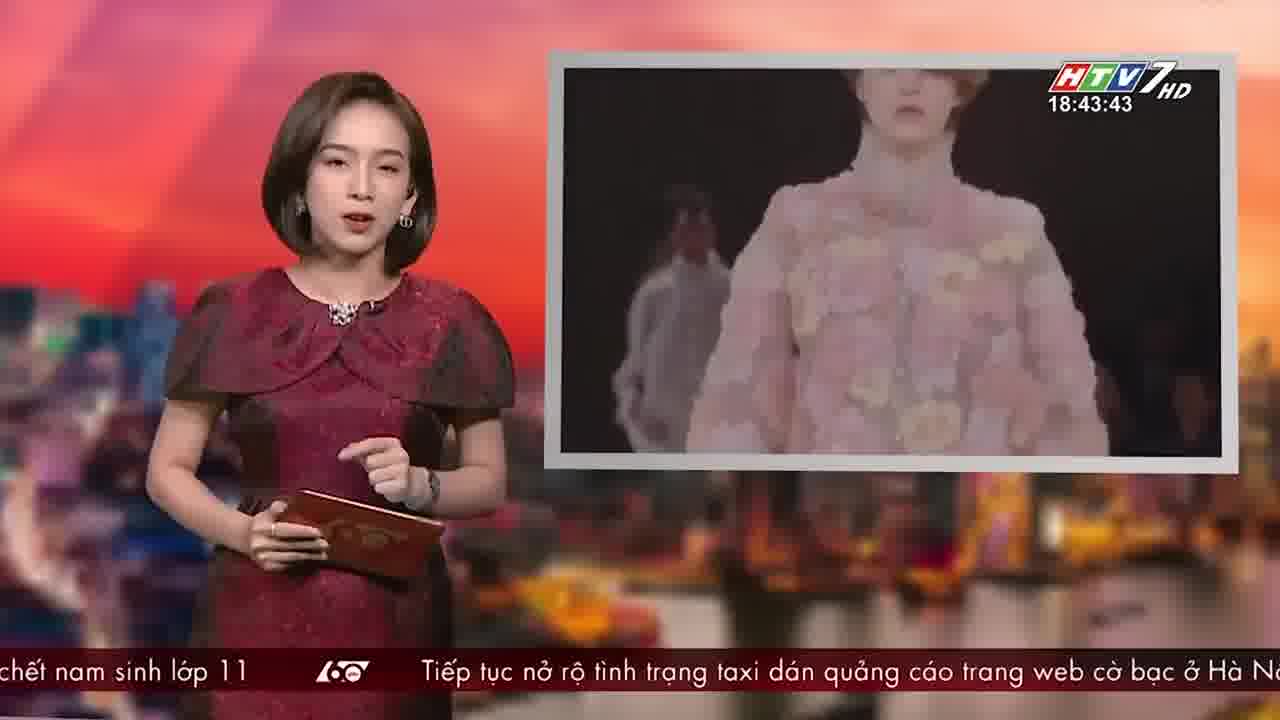 HTV7 HD
18:43:43
chết nam sinh lớp 11 60 Tiếp tục nở rộ tình trạng taxi dán quảng cáo trang web cờ bạc ở Hà